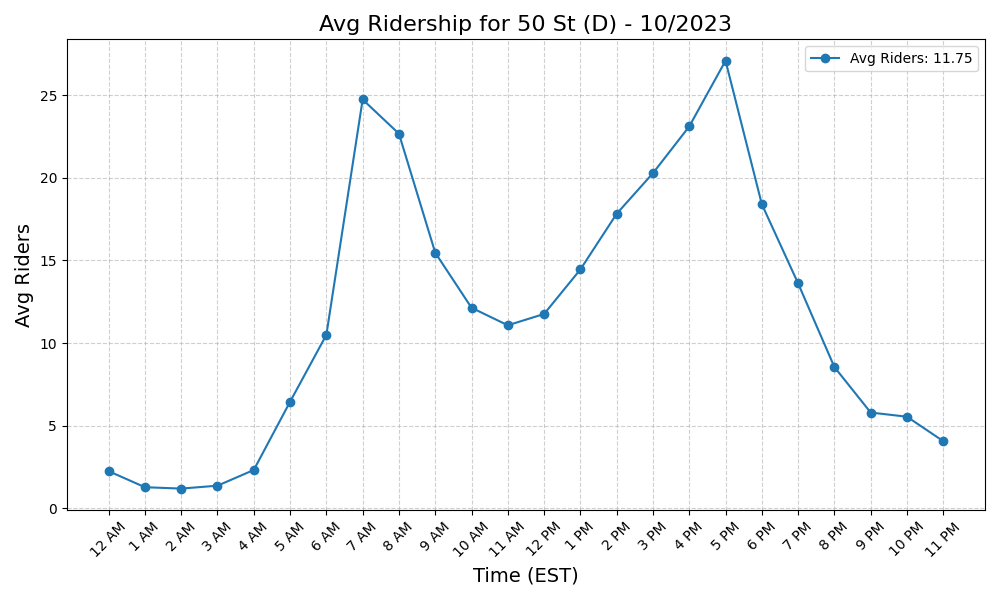 Avg Ridership for 50 St (D) - 10/2023
Avg Riders: 11.75
Avg Riders
25
20
15
10
5
0
12 AM
1 AM
2 AM
3 AM
4 AM
5 AM
6 AM
7 AM
8 AM
9 AM
10 AM
11 AM
12 PM
1 PM
2 PM
3 PM
4 PM
5 PM
6 PM
7 PM
8 PM
9 PM
10 PM
11 PM
Time (EST)